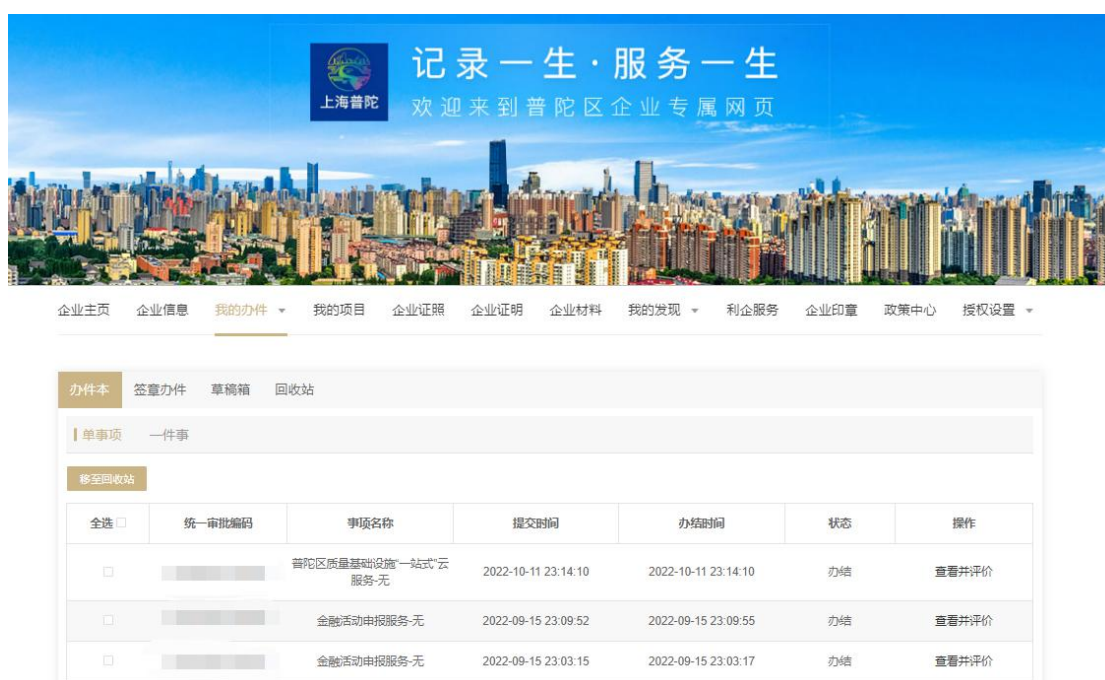 记录一生·服务一生
上海普陀
欢迎来到普陀区企业专属网页
企业主页 企业信息 我的办件 我的项目 企业证照 企业证明 企业材料 我的发现 利企服务 企业印章 政策中心 授权设置
办件本 签章办件 草稿箱 回收站
单事项 一件事
移至回收站
全选 统一审批编码 事项名称 提交时间 办结时间 状态 操作
普陀区质量基础设施“一站式”云
服务-无 2022-10-11 23:14:10 2022-10-11 23:14:10 办结 查看并评价
金融活动申报服务-无 2022-09-15 23:09:52 2022-09-15 23:09:55 办结 查看并评价
金融活动申报服务-无 2022-09-15 23:03:15 2022-09-15 23:03:17 办结 查看并评价